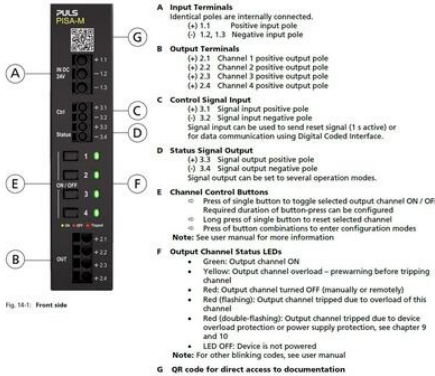 PULS
PISA-M
IN DC
24V
+ 1.1
− 1.2
− 1.3
Ctrl
+ 3.1
− 3.2
Status
+ 3.3
− 3.4
1
2
3
4
ON / OFF
ON OFF Tripped
OUT
+ 2.1
+ 2.2
+ 2.3
+ 2.4
A
B
C
D
E
F
G
Fig. 14-1: Front side
A Input Terminals
Identical poles are internally connected.
(+) 1.1 Positive input pole
(-) 1.2, 1.3 Negative input pole
B Output Terminals
(+) 2.1 Channel 1 positive output pole
(+) 2.2 Channel 2 positive output pole
(+) 2.3 Channel 3 positive output pole
(+) 2.4 Channel 4 positive output pole
C Control Signal Input
(+) 3.1 Signal input positive pole
(-) 3.2 Signal input negative pole
Signal input can be used to send reset signal (1 s active) or
for data communication using Digital Coded Interface.
D Status Signal Output
(+) 3.3 Signal output positive pole
(-) 3.4 Signal output negative pole
Signal output can be set to several operation modes.
E Channel Control Buttons
Press of single button to toggle selected output channel ON / OF
Required duration of button-press can be configured
Long press of single button to reset selected channel
Press of button combinations to enter configuration modes
Note: See user manual for more information
F Output Channel Status LEDs
• Green: Output channel ON
• Yellow: Output channel overload – prewarning before tripping
channel
• Red: Output channel turned OFF (manually or remotely)
• Red (flashing): Output channel tripped due to overload of this
channel
• Red (double-flashing): Output channel tripped due to device
overload protection or power supply protection, see chapter 9
and 10
• LED OFF: Device is not powered
Note: For other blinking codes, see user manual
G QR code for direct access to documentation